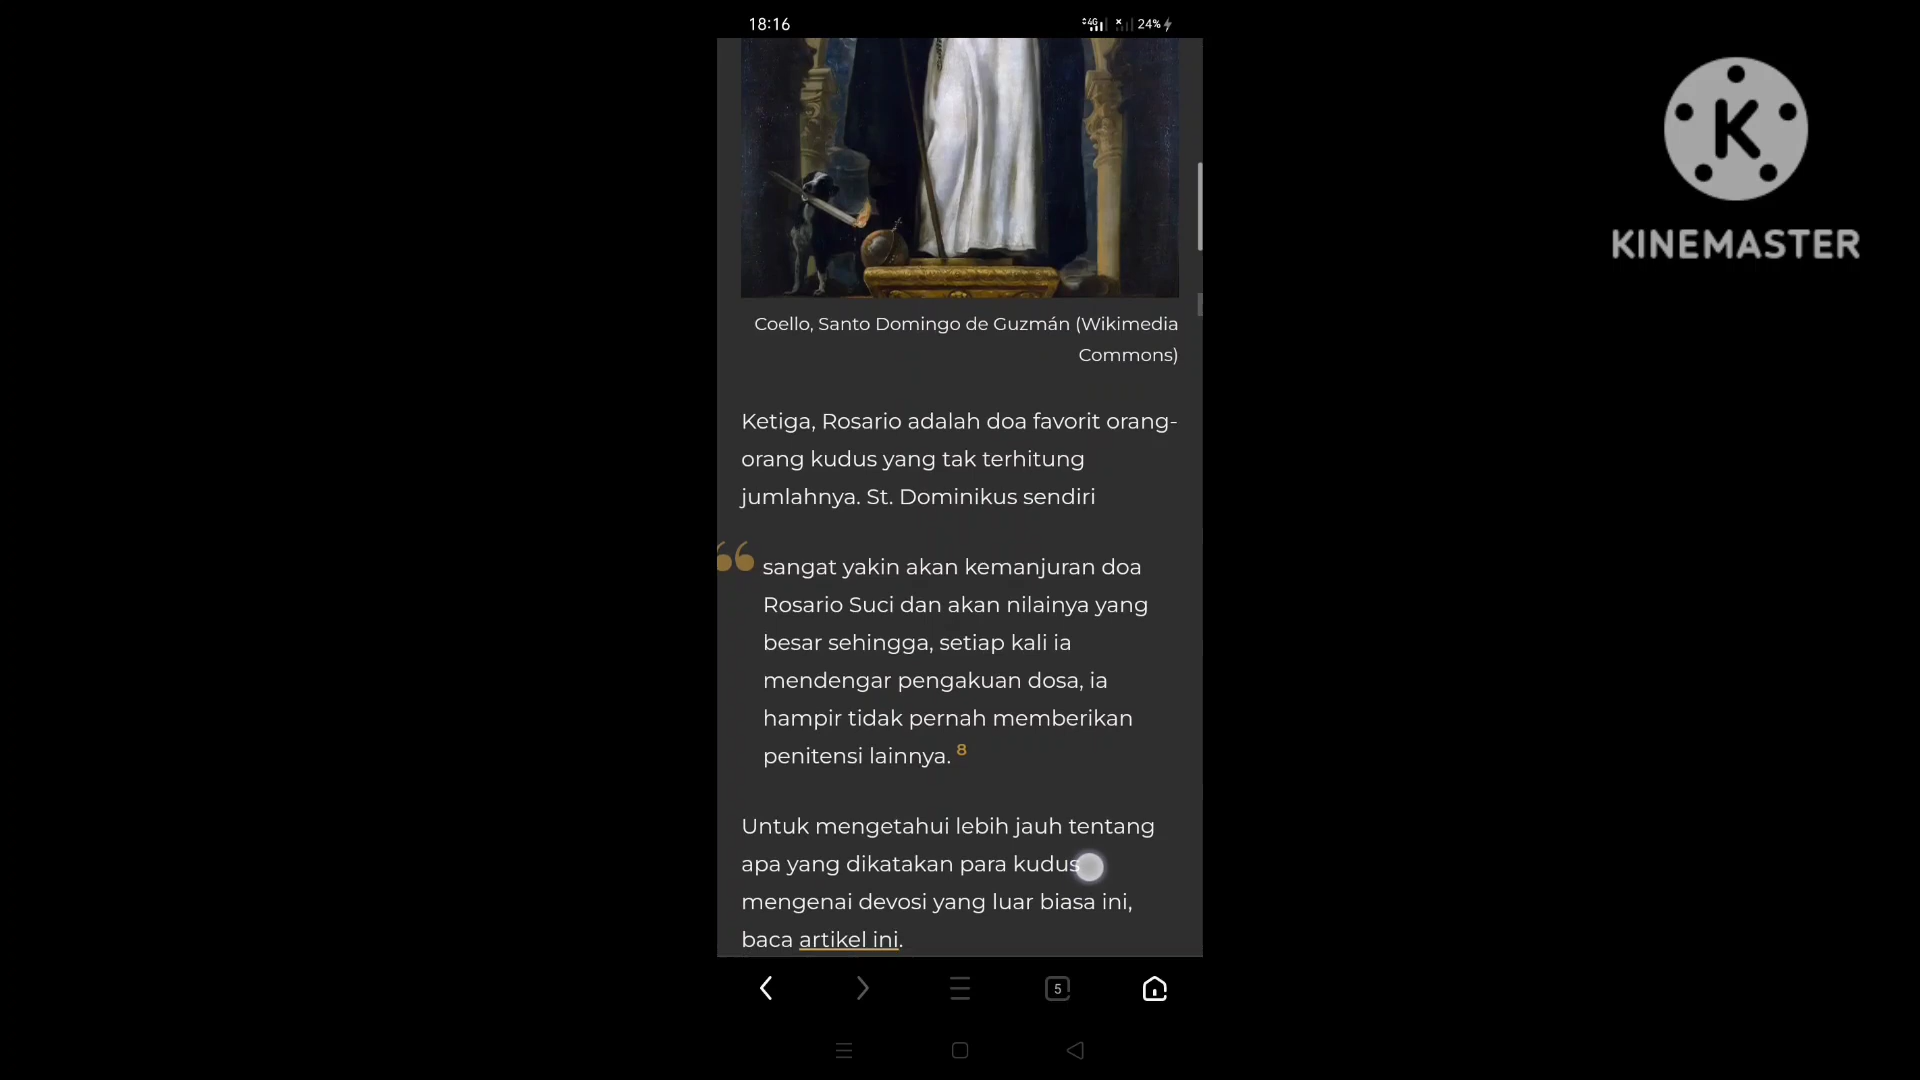 18:16
4G
24%
K
KINEMASTER
Coello, Santo Domingo de Guzmán (Wikimedia
Commons)
Ketiga, Rosario adalah doa favorit orang-
orang kudus yang tak terhitung
jumlahnya. St. Dominikus sendiri
“ sangat yakin akan kemanjuran doa
Rosario Suci dan akan nilainya yang
besar sehingga, setiap kali ia
mendengar pengakuan dosa, ia
hampir tidak pernah memberikan
penitensi lainnya. 8
Untuk mengetahui lebih jauh tentang
apa yang dikatakan para kudus
mengenai devosi yang luar biasa ini,
baca artikel ini.
5